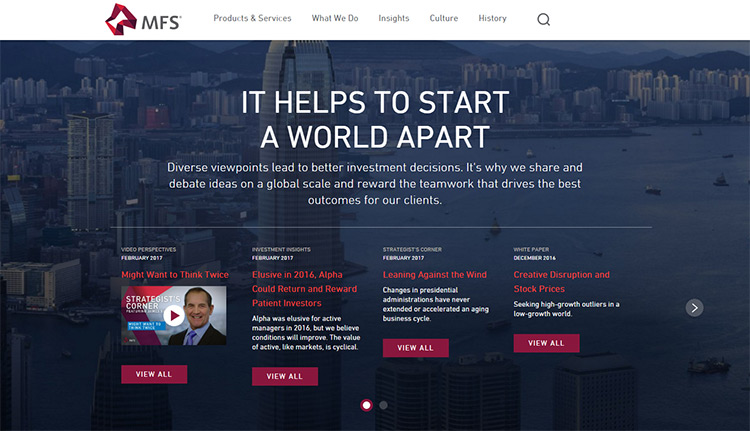 MFS
Products & Services
What We Do
Insights
Culture
History
IT HELPS TO START
A WORLD APART
Diverse viewpoints lead to better investment decisions. It's why we share and
debate ideas on a global scale and reward the teamwork that drives the best
outcomes for our clients.
VIDEO PERSPECTIVES
FEBRUARY 2017
Might Want to Think Twice
STRATEGIST'S
CORNER
MIGHT WANT TO
THINK TWICE
VIEW ALL
INVESTMENT INSIGHTS
FEBRUARY 2017
Elusive in 2016, Alpha
Could Return and Reward
Patient Investors
Alpha was elusive for active
managers in 2016, but we believe
conditions will improve. The value
of active, like markets, is cyclical.
VIEW ALL
STRATEGIST'S CORNER
FEBRUARY 2017
Leaning Against the Wind
Changes in presidential
administrations have never
extended or accelerated an aging
business cycle.
VIEW ALL
WHITE PAPER
DECEMBER 2016
Creative Disruption and
Stock Prices
Seeking high-growth outliers in a
low-growth world.
VIEW ALL